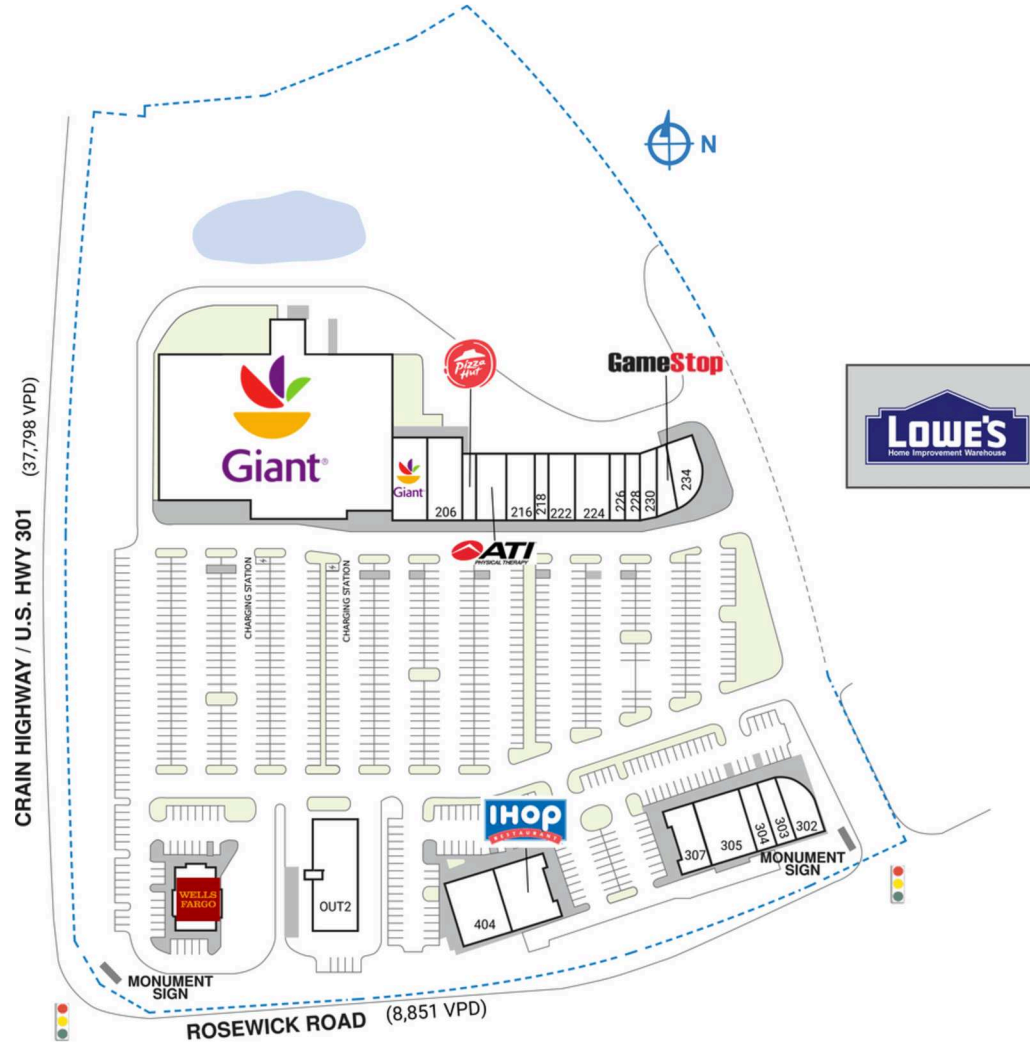 N
Pizza
Hut
GameStop
LOWE'S
Home Improvement Warehouse
Giant®
Giant
206
216
218
222
224
226
228
230
234
ATI
PHYSICAL THERAPY
CHARGING STATION
CHARGING STATION
CRAIN HIGHWAY / U.S. HWY 301 (37,798 VPD)
IHOP
RESTAURANT
307
305
304
303
302
MONUMENT
SIGN
WELLS
FARGO
OUT2
404
MONUMENT
SIGN
ROSEWICK ROAD (8,851 VPD)